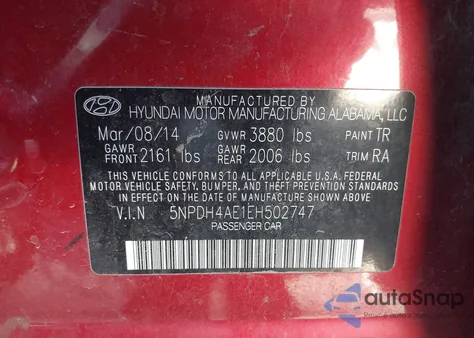 MANUFACTURED BY
HYUNDAI MOTOR MANUFACTURING ALABAMA, LLC
Mar/08/14 GVWR 3880 lbs PAINT TR
GAWR FRONT 2161 lbs GAWR REAR 2006 lbs TRIM RA
THIS VEHICLE CONFORMS TO ALL APPLICABLE U.S.A. FEDERAL
MOTOR VEHICLE SAFETY, BUMPER, AND THEFT PREVENTION STANDARDS IN
EFFECT ON THE DATE OF MANUFACTURE SHOWN ABOVE.
V.I.N 5NPDH4AE1EH502747
PASSENGER CAR
autoSnap